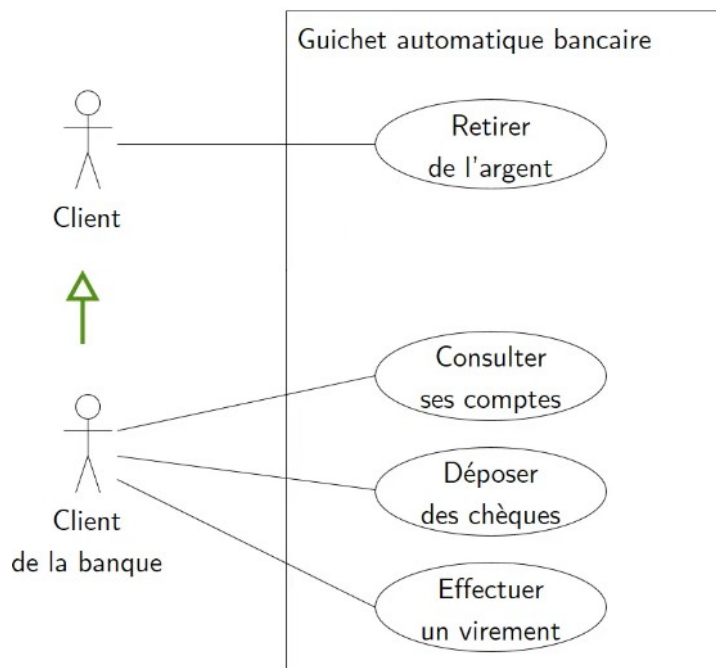 Guichet automatique bancaire
Retirer
de l'argent
Client
Consulter
ses comptes
Déposer
des chèques
Client
de la banque
Effectuer
un virement